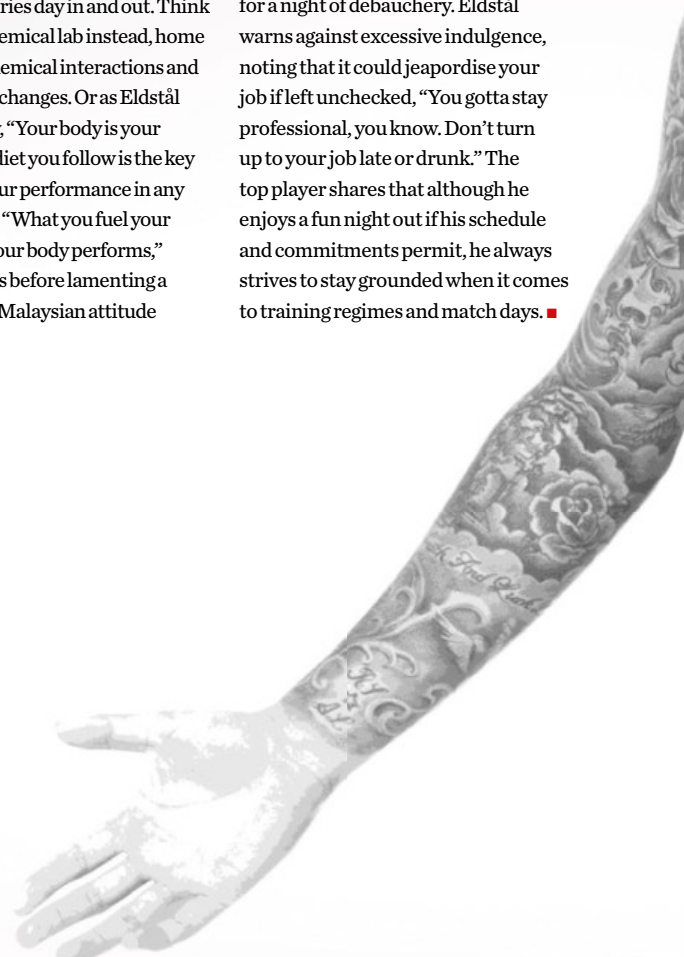 ries day in and out. Think
emical lab instead, home
emical interactions and
changes. Or as Eldstål
, “Your body is your
diet you follow is the key
ur performance in any
“What you fuel your
our body performs,”
s before lamenting a
Malaysian attitude
for a night of debauchery. Eldstål
warns against excessive indulgence,
noting that it could jeapordise your
job if left unchecked, “You gotta stay
professional, you know. Don’t turn
up to your job late or drunk.” The
top player shares that although he
enjoys a fun night out if his schedule
and commitments permit, he always
strives to stay grounded when it comes
to training regimes and match days.